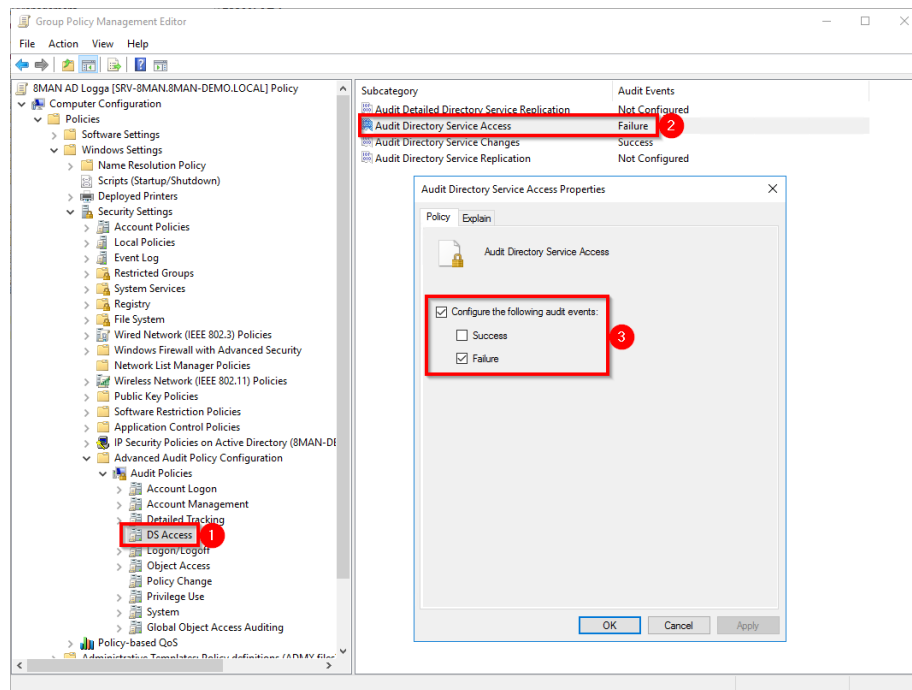 Group Policy Management Editor
File Action View Help
8MAN AD Logga [SRV-8MAN.8MAN-DEMO.LOCAL] Policy
Computer Configuration
Policies
Software Settings
Windows Settings
Name Resolution Policy
Scripts (Startup/Shutdown)
Deployed Printers
Security Settings
Account Policies
Local Policies
Event Log
Restricted Groups
System Services
Registry
File System
Wired Network (IEEE 802.3) Policies
Windows Firewall with Advanced Security
Network List Manager Policies
Wireless Network (IEEE 802.11) Policies
Public Key Policies
Software Restriction Policies
Application Control Policies
IP Security Policies on Active Directory (8MAN-DE
Advanced Audit Policy Configuration
Audit Policies
Account Logon
Account Management
Detailed Tracking
DS Access 1
Logon/Logoff
Object Access
Policy Change
Privilege Use
System
Global Object Access Auditing
Policy-based QoS
Administrative Templates: Policy definitions (ADMX files
Subcategory Audit Events
Audit Detailed Directory Service Replication Not Configured
Audit Directory Service Access Failure 2
Audit Directory Service Changes Success
Audit Directory Service Replication Not Configured
Audit Directory Service Access Properties
Policy Explain
Audit Directory Service Access
Configure the following audit events:
Success 3
Failure
OK Cancel Apply